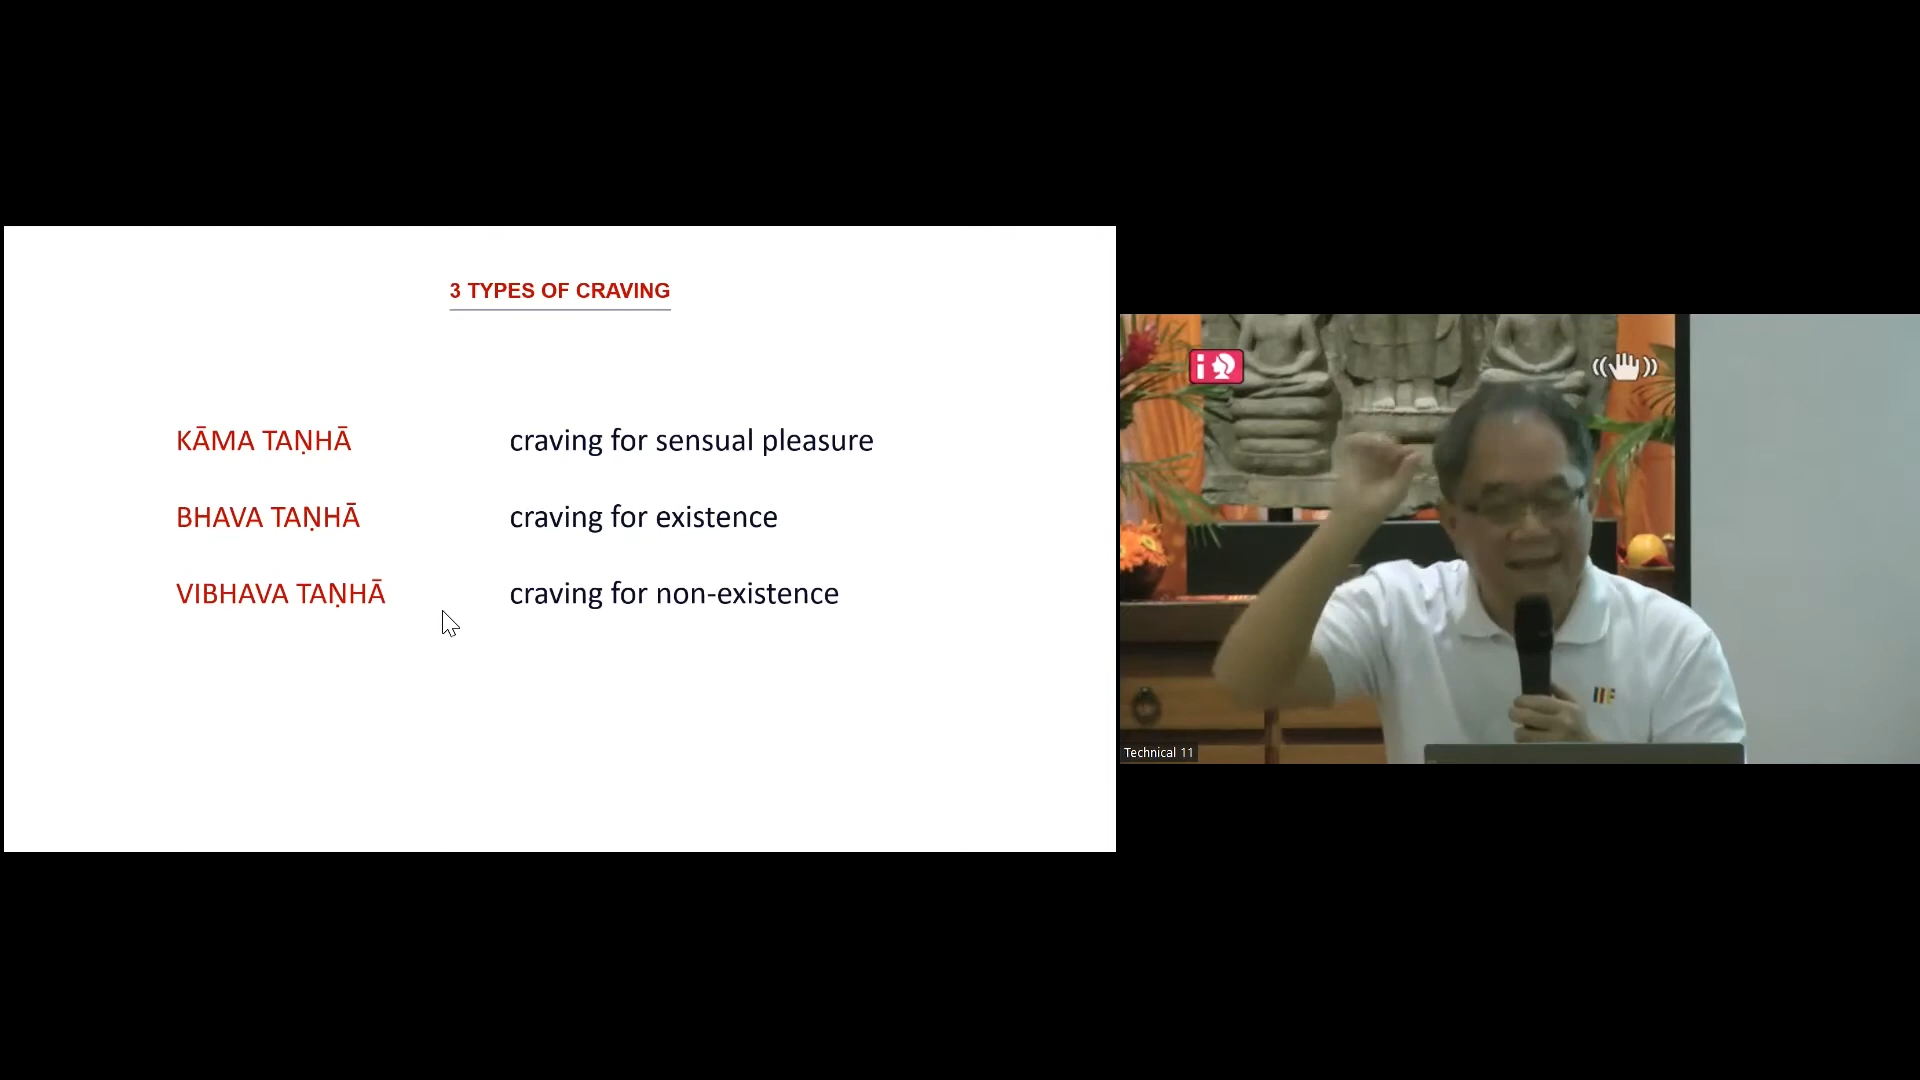 3 TYPES OF CRAVING
KĀMA TAṆHĀ craving for sensual pleasure
BHAVA TAṆHĀ craving for existence
VIBHAVA TAṆHĀ craving for non-existence
Technical 11